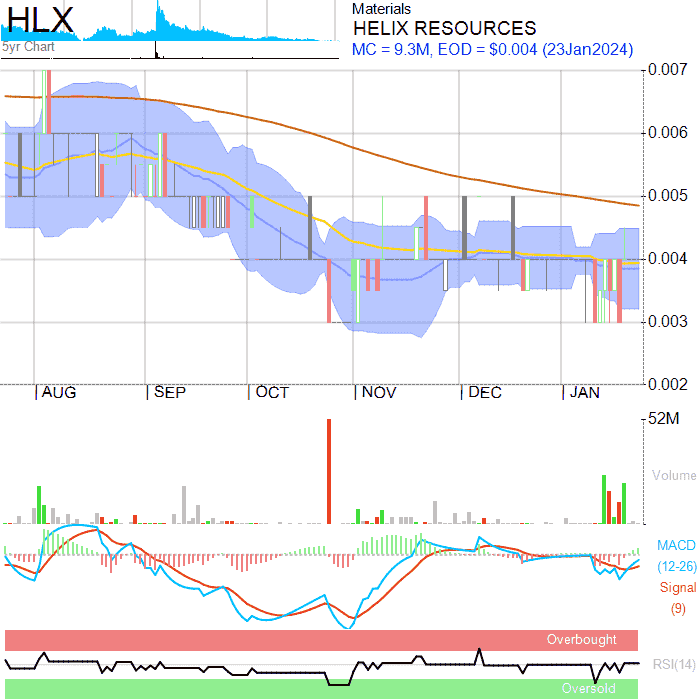 HLX
5yr Chart
Materials
HELIX RESOURCES
MC = 9.3M, EOD = $0.004 (23Jan2024)
0.007
0.006
0.005
0.004
0.003
0.002
AUG SEP OCT NOV DEC JAN
52M
Volume
MACD
(12-26)
Signal
(9)
Overbought
RSI(14)
Oversold